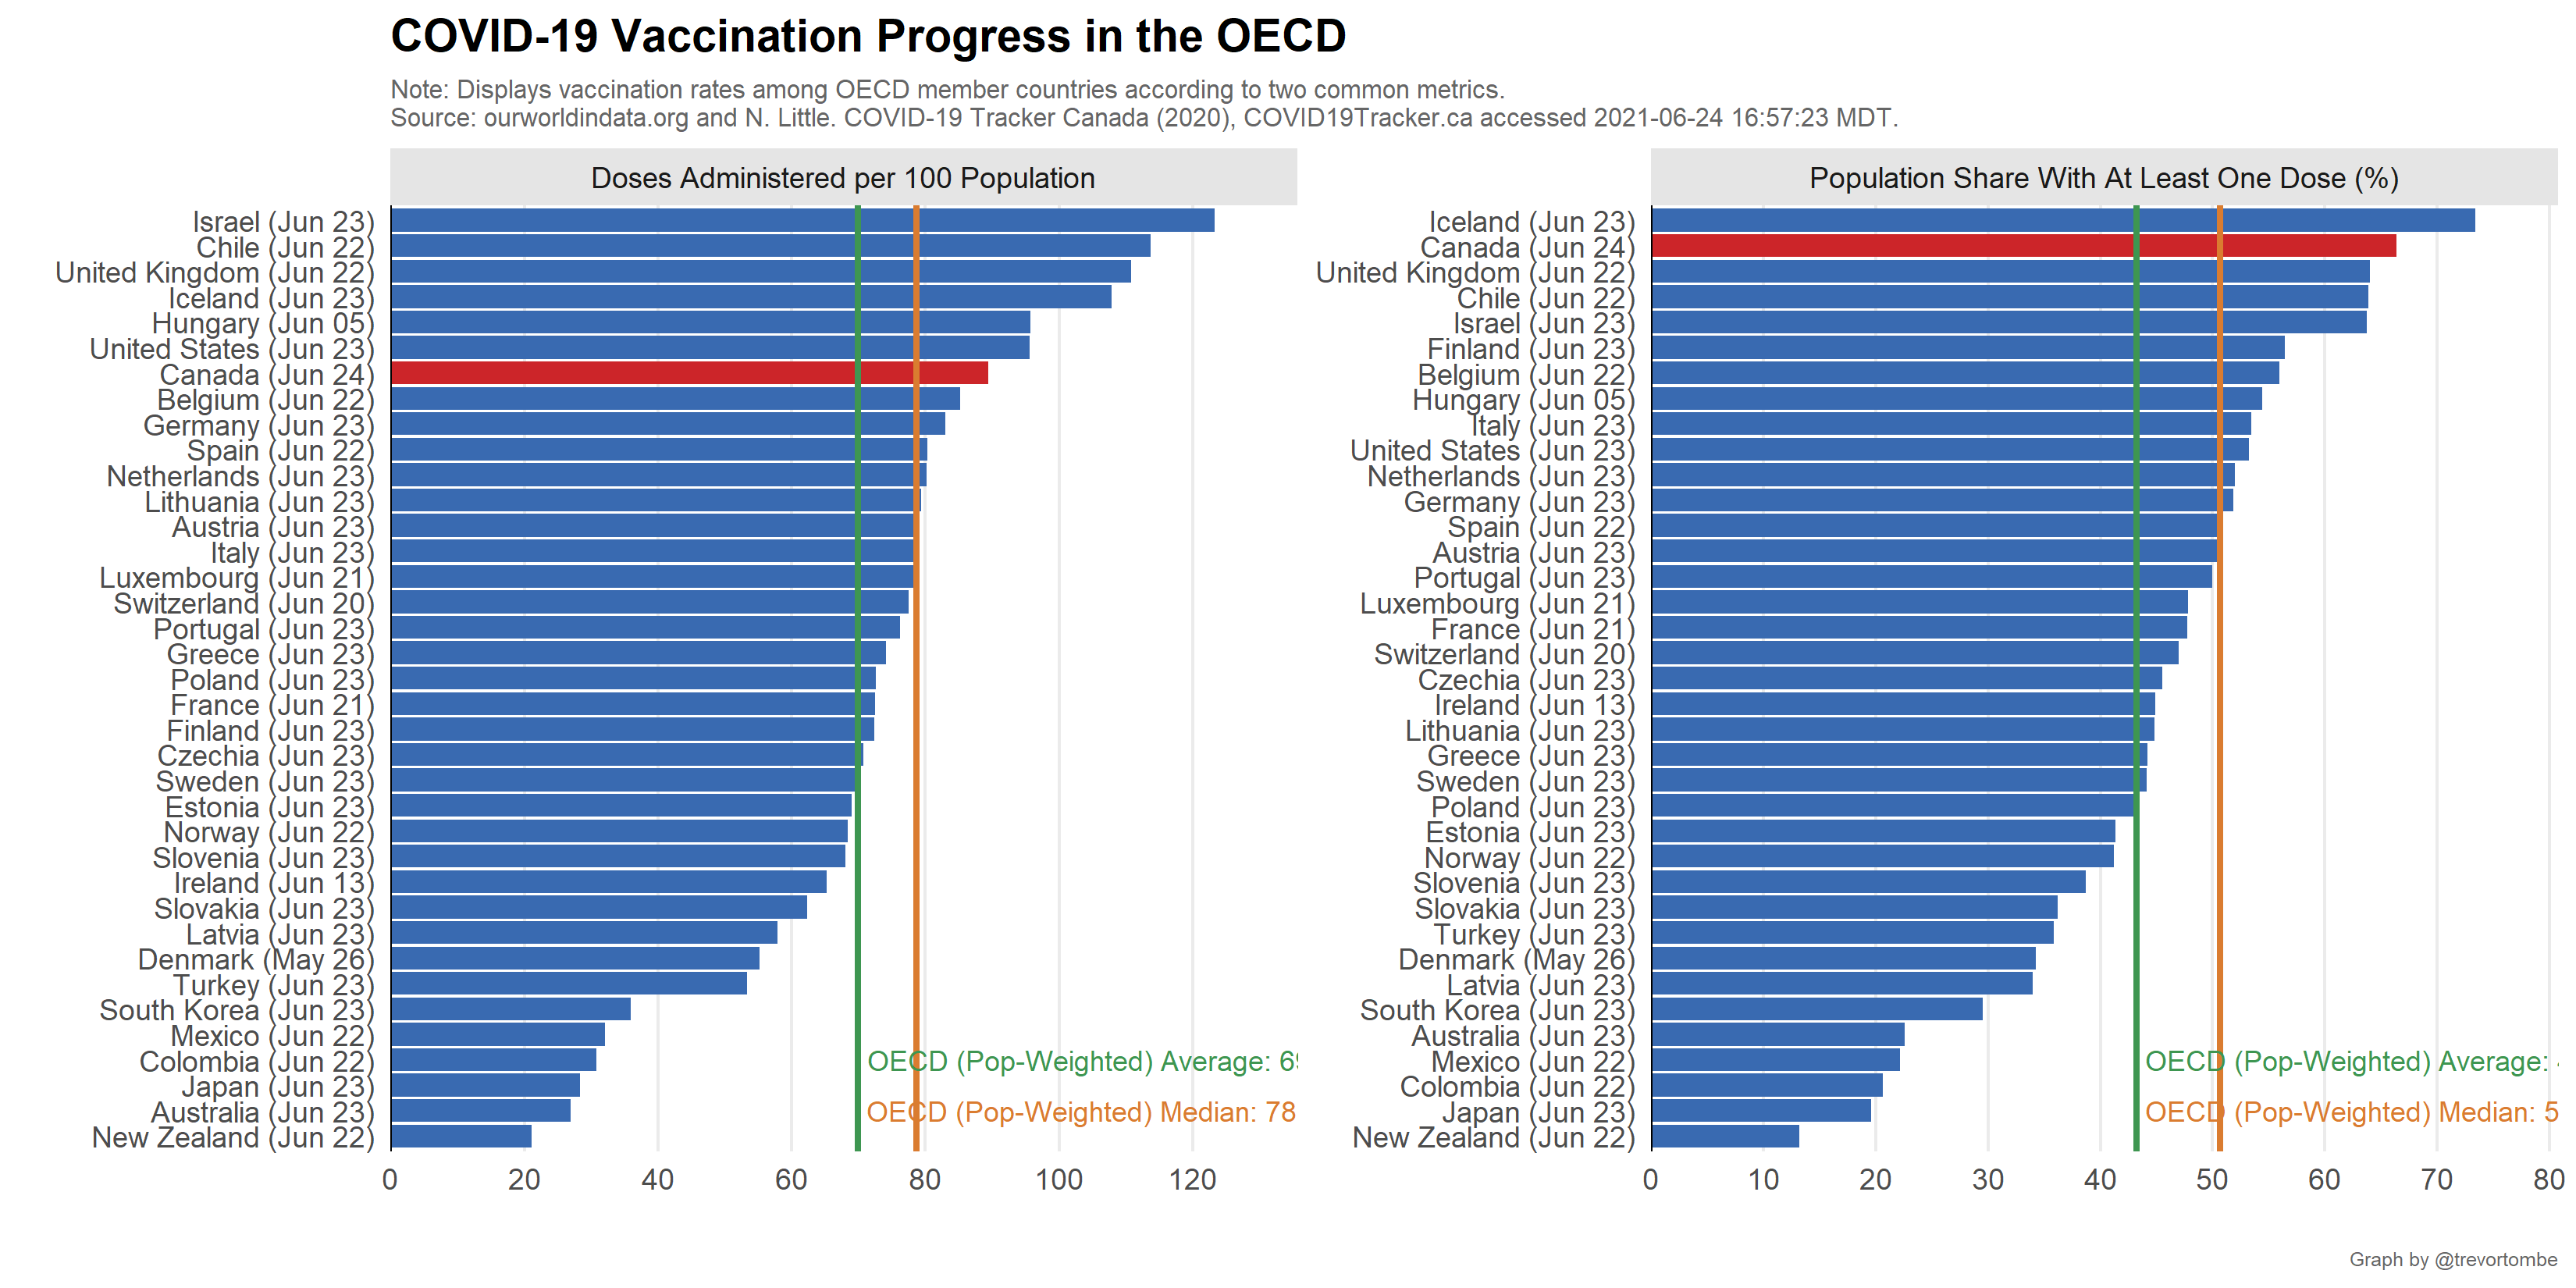 COVID-19 Vaccination Progress in the OECD
Note: Displays vaccination rates among OECD member countries according to two common metrics.
Source: ourworldindata.org and N. Little. COVID-19 Tracker Canada (2020), COVID19Tracker.ca accessed 2021-06-24 16:57:23 MDT.
Doses Administered per 100 Population
Israel (Jun 23)
Chile (Jun 22)
United Kingdom (Jun 22)
Iceland (Jun 23)
Hungary (Jun 05)
United States (Jun 23)
Canada (Jun 24)
Belgium (Jun 22)
Germany (Jun 23)
Spain (Jun 22)
Netherlands (Jun 23)
Lithuania (Jun 23)
Austria (Jun 23)
Italy (Jun 23)
Luxembourg (Jun 21)
Switzerland (Jun 20)
Portugal (Jun 23)
Greece (Jun 23)
Poland (Jun 23)
France (Jun 21)
Finland (Jun 23)
Czechia (Jun 23)
Sweden (Jun 23)
Estonia (Jun 23)
Norway (Jun 22)
Slovenia (Jun 23)
Ireland (Jun 13)
Slovakia (Jun 23)
Latvia (Jun 23)
Denmark (May 26)
Turkey (Jun 23)
South Korea (Jun 23)
Mexico (Jun 22)
Colombia (Jun 22)
Japan (Jun 23)
Australia (Jun 23)
New Zealand (Jun 22)
OECD (Pop-Weighted) Average: 69
OECD (Pop-Weighted) Median: 78
0 20 40 60 80 100 120
Population Share With At Least One Dose (%)
Iceland (Jun 23)
Canada (Jun 24)
United Kingdom (Jun 22)
Chile (Jun 22)
Israel (Jun 23)
Finland (Jun 23)
Belgium (Jun 22)
Hungary (Jun 05)
Italy (Jun 23)
United States (Jun 23)
Netherlands (Jun 23)
Germany (Jun 23)
Spain (Jun 22)
Austria (Jun 23)
Portugal (Jun 23)
Luxembourg (Jun 21)
France (Jun 21)
Switzerland (Jun 20)
Czechia (Jun 23)
Ireland (Jun 13)
Lithuania (Jun 23)
Greece (Jun 23)
Sweden (Jun 23)
Poland (Jun 23)
Estonia (Jun 23)
Norway (Jun 22)
Slovenia (Jun 23)
Slovakia (Jun 23)
Turkey (Jun 23)
Denmark (May 26)
Latvia (Jun 23)
South Korea (Jun 23)
Australia (Jun 23)
Mexico (Jun 22)
Colombia (Jun 22)
Japan (Jun 23)
New Zealand (Jun 22)
OECD (Pop-Weighted) Average:
OECD (Pop-Weighted) Median: 5
0 10 20 30 40 50 60 70 80
Graph by @trevortombe